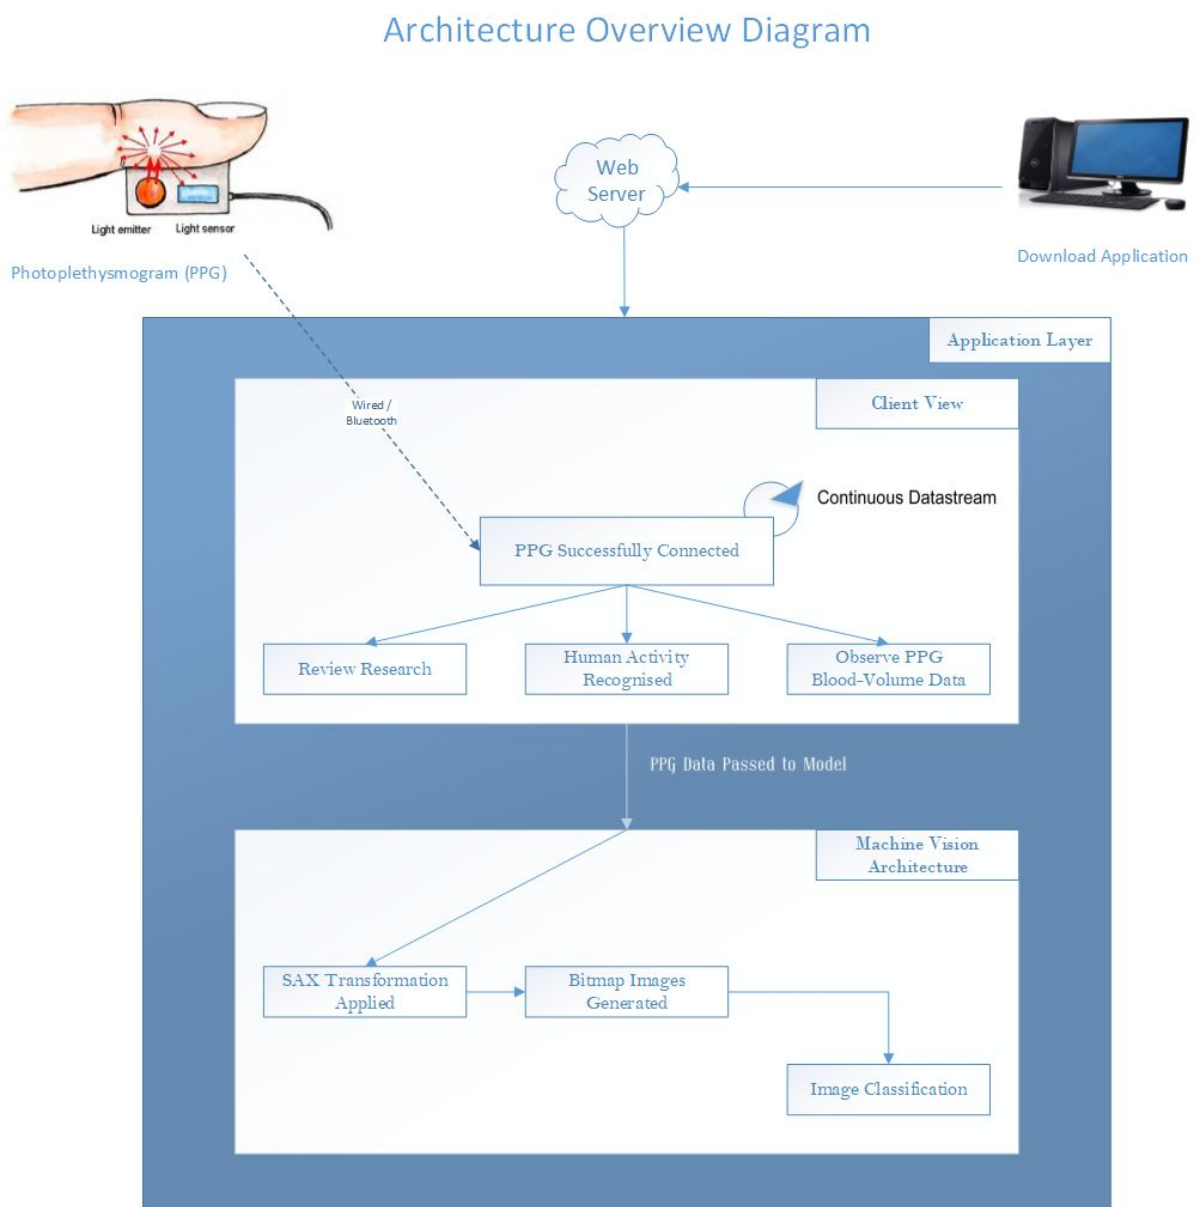 Architecture Overview Diagram
Web
Server
Light emitter
Light sensor
Photoplethysmogram (PPG)
Download Application
Application Layer
Client View
Wired /
Bluetooth
Continuous Datastream
PPG Successfully Connected
Review Research
Human Activity
Recognised
Observe PPG
Blood-Volume Data
PPG Data Passed to Model
Machine Vision
Architecture
SAX Transformation
Applied
Bitmap Images
Generated
Image Classification